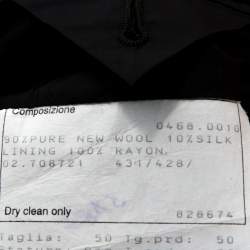 Composizione
0468.0010
90%PURE NEW WOOL 10%SILK
LINING 100% RAYON.
02.708721 431/428/
Dry clean only
828674
Taglia: 50 Tg.pro: 50